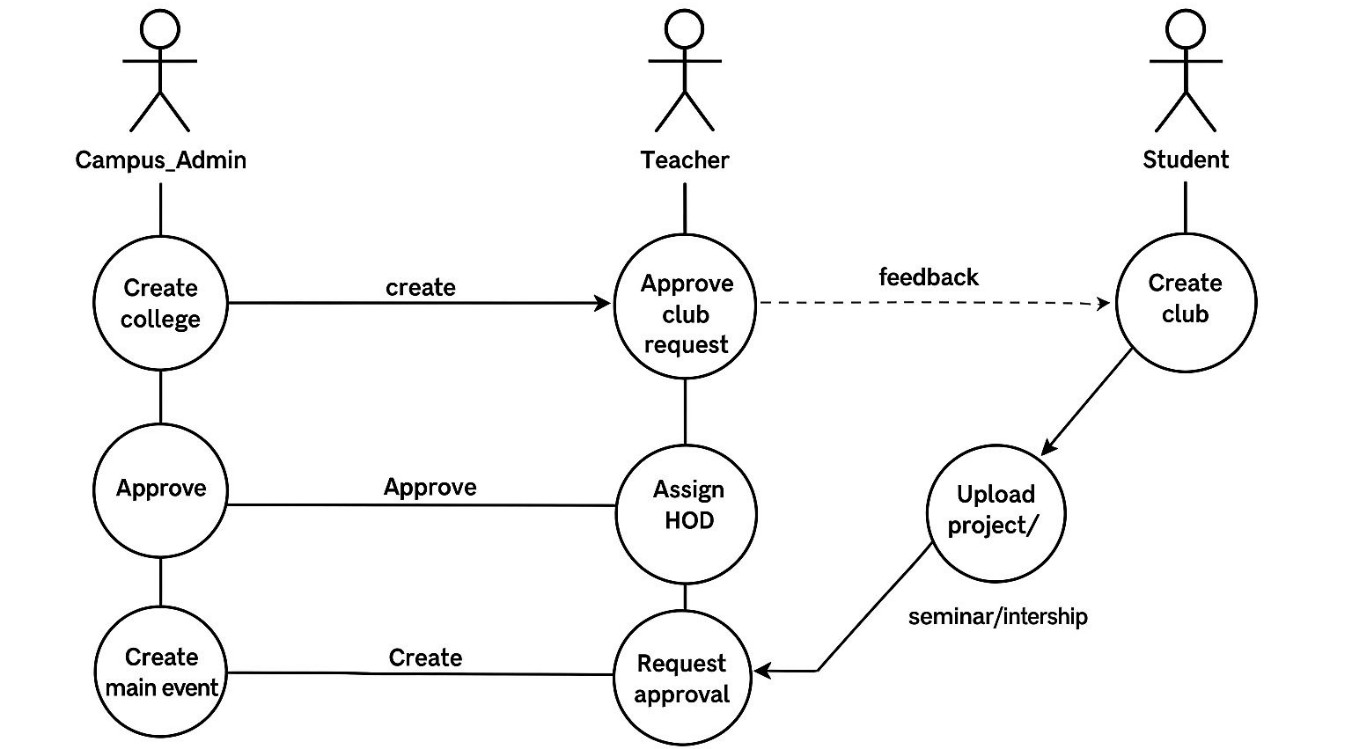 Campus_Admin
Teacher
Student
Create
college
create
Approve
club
request
feedback
Create
club
Approve
Approve
Assign
HOD
Upload
project/
seminar/intership
Create
main event
Create
Request
approval